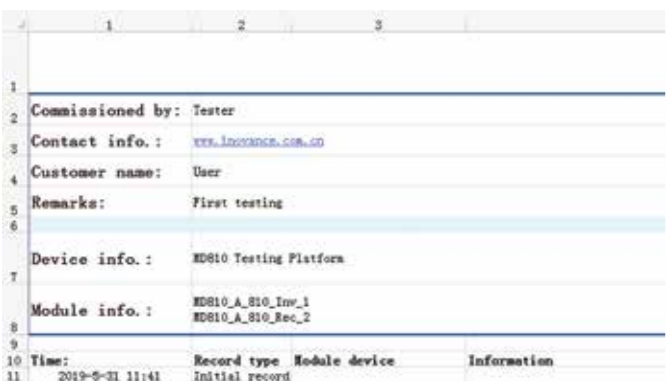 1 2 3
1
2 Commissioned by: Tester
3 Contact info.: www.inovance.com.cn
4 Customer name: User
5 Remarks: First testing
6
7 Device info.: MD810 Testing Platform
8 Module info.: MD810_A_810_Inv_1
MD810_A_810_Rec_2
9
10 Time: Record type Module device Information
11 2019-5-31 11:41 Initial record